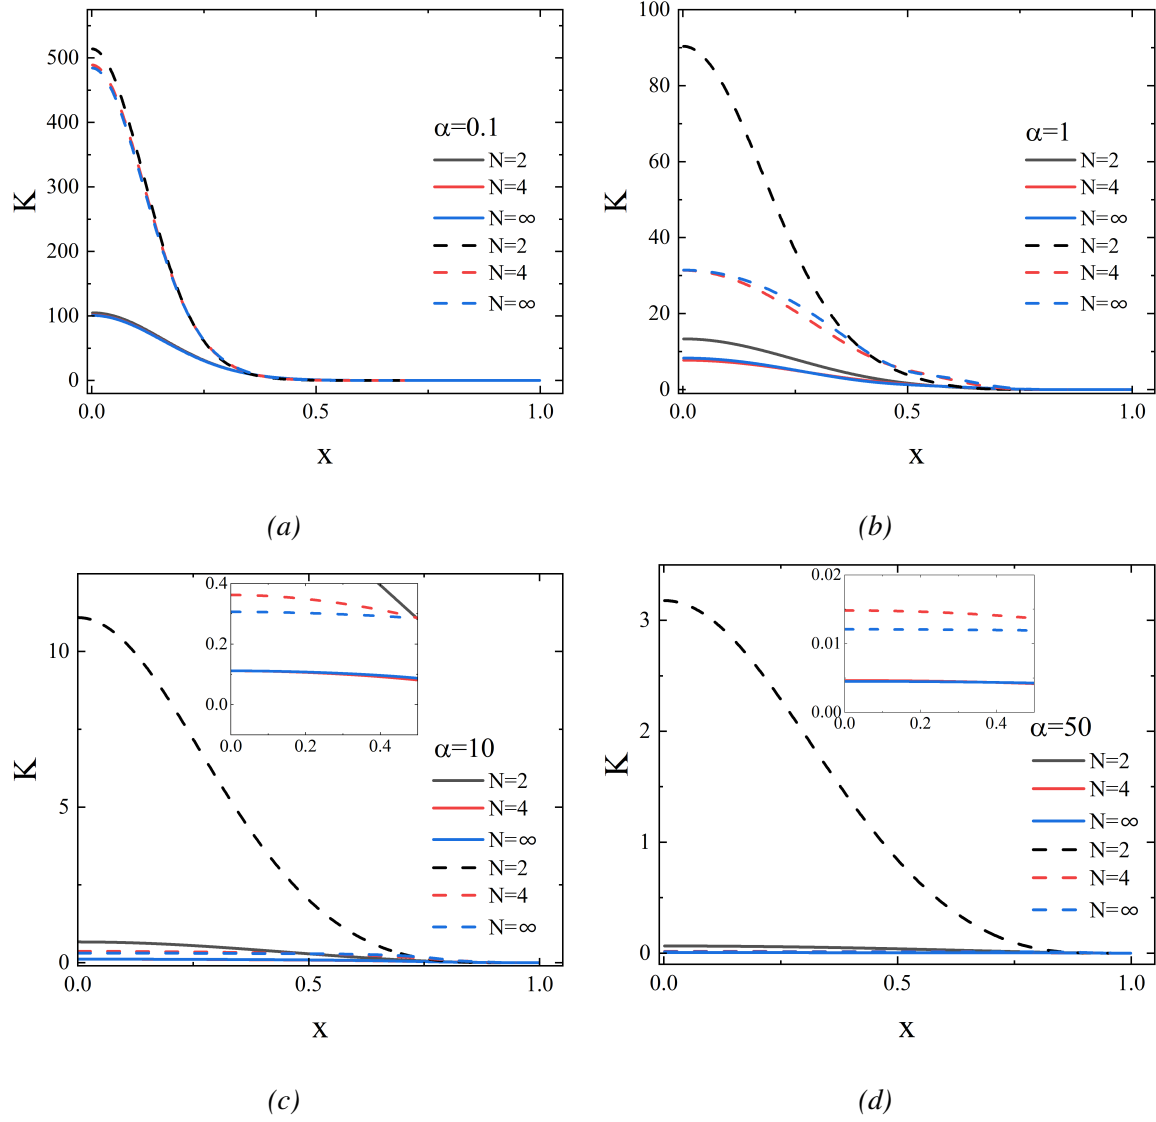 500
400
300
200
100
0
K
0.0 0.5 1.0
x
α=0.1
N=2
N=4
N=∞
N=2
N=4
N=∞
(a)
100
80
60
40
20
0
K
0.0 0.5 1.0
x
α=1
N=2
N=4
N=∞
N=2
N=4
N=∞
(b)
10
5
0
K
0.0 0.5 1.0
x
0.4
0.2
0.0
0.0 0.2 0.4
α=10
N=2
N=4
N=∞
N=2
N=4
N=∞
(c)
3
2
1
0
K
0.0 0.5 1.0
x
0.02
0.01
0.00
0.0 0.2 0.4
α=50
N=2
N=4
N=∞
N=2
N=4
N=∞
(d)